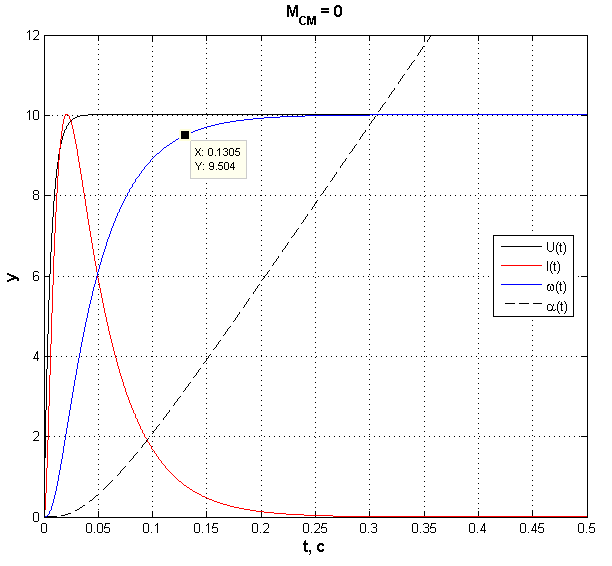 M_CM = 0
12
10
8
6
4
2
0
y
X: 0.1305
Y: 9.504
U(t)
I(t)
ω(t)
α(t)
0 0.05 0.1 0.15 0.2 0.25 0.3 0.35 0.4 0.45 0.5
t, c